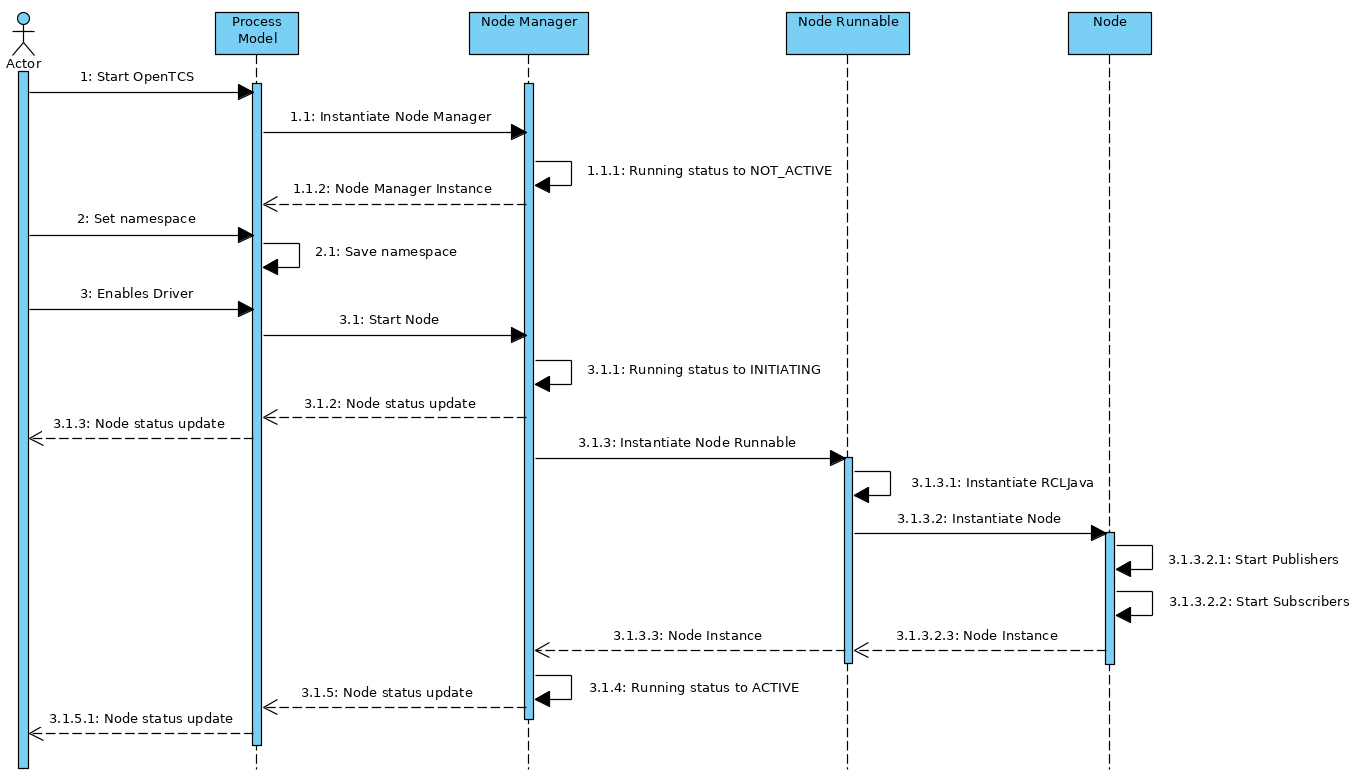 Process
Model
Node Manager
Node Runnable
Node
Actor
1: Start OpenTCS
1.1: Instantiate Node Manager
1.1.1: Running status to NOT_ACTIVE
1.1.2: Node Manager Instance
2: Set namespace
2.1: Save namespace
3: Enables Driver
3.1: Start Node
3.1.1: Running status to INITIATING
3.1.2: Node status update
3.1.3: Node status update
3.1.3: Instantiate Node Runnable
3.1.3.1: Instantiate RCLJava
3.1.3.2: Instantiate Node
3.1.3.2.1: Start Publishers
3.1.3.2.2: Start Subscribers
3.1.3.3: Node Instance
3.1.3.2.3: Node Instance
3.1.4: Running status to ACTIVE
3.1.5: Node status update
3.1.5.1: Node status update